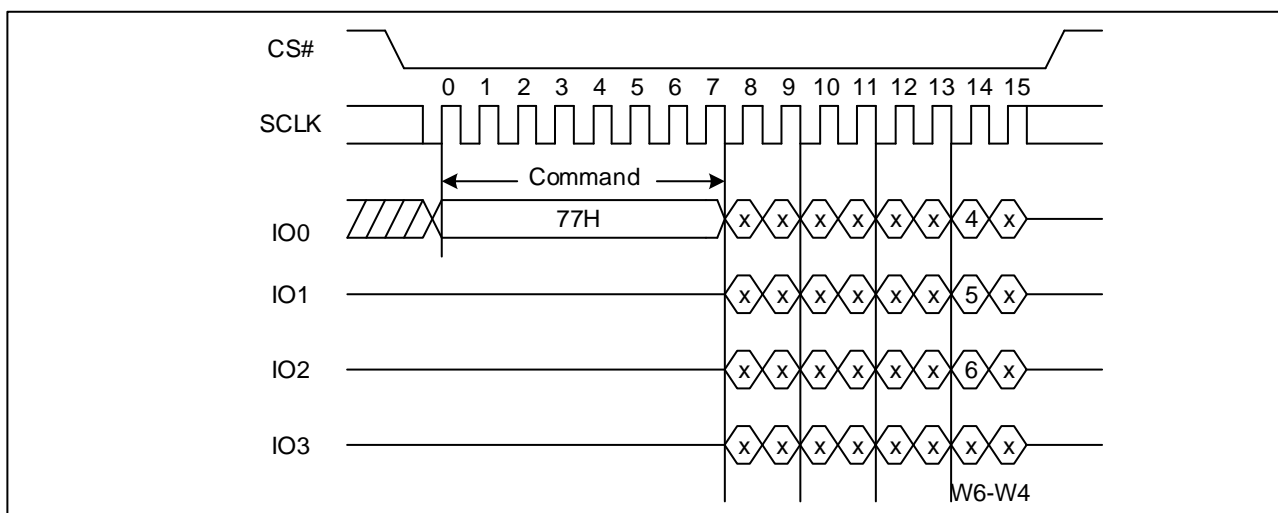 CS#
0 1 2 3 4 5 6 7 8 9 10 11 12 13 14 15
SCLK
Command
IO0 77H x x x x x x 4 x
IO1 x x x x x x 5 x
IO2 x x x x x x 6 x
IO3 x x x x x x x x
W6-W4